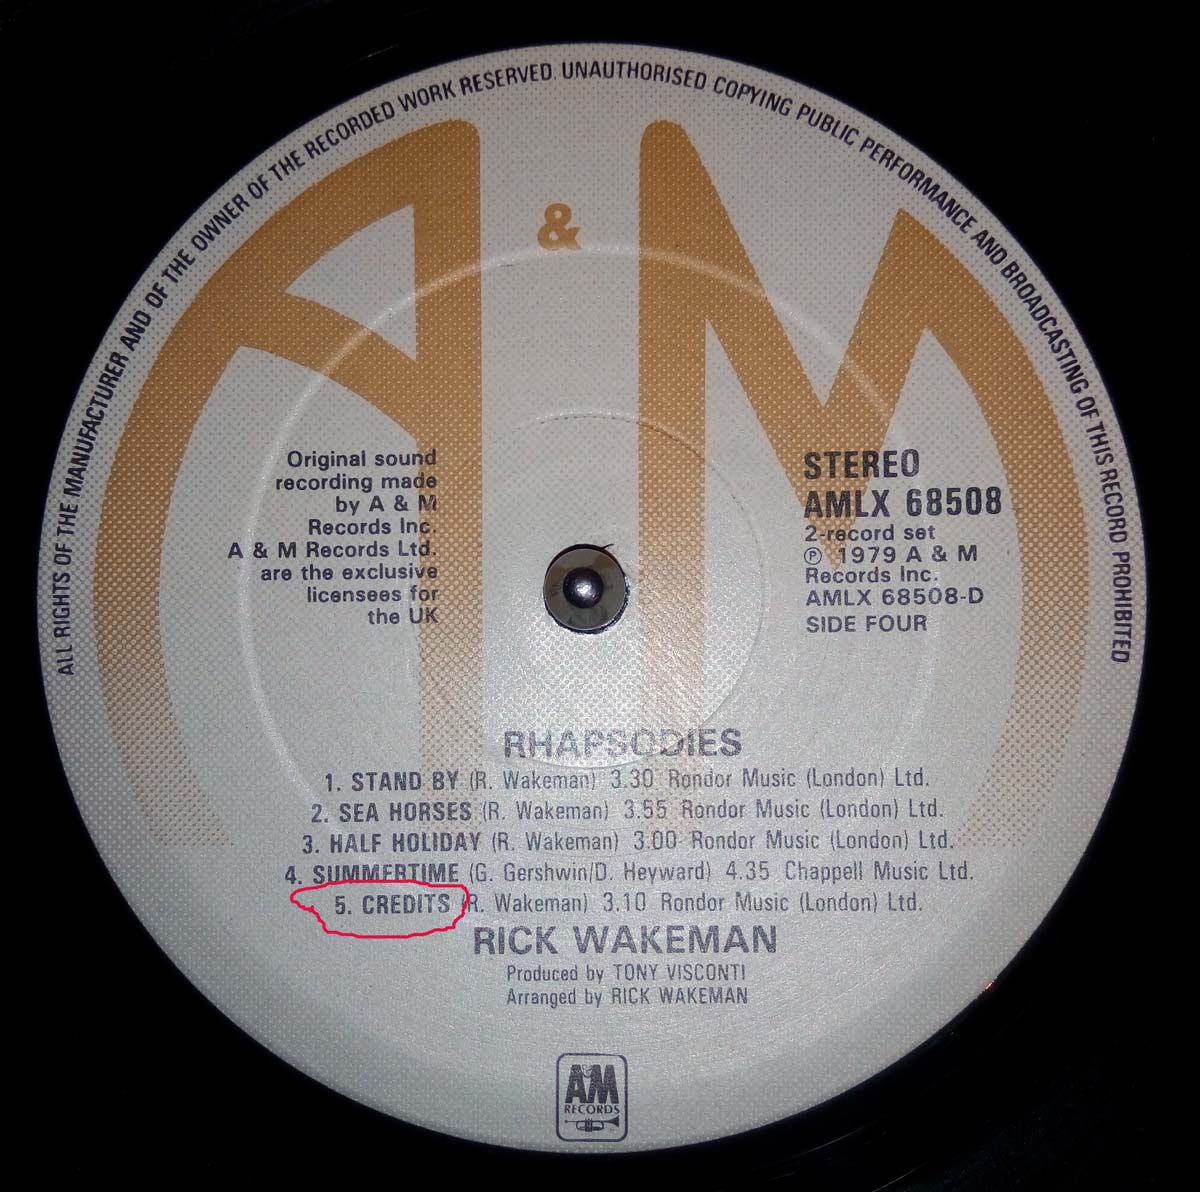 ALL RIGHTS OF THE MANUFACTURER AND OF THE OWNER OF THE RECORDED WORK RESERVED. UNAUTHORISED COPYING PUBLIC PERFORMANCE AND BROADCASTING OF THIS RECORD PROHIBITED
A & M
Original sound
recording made
by A & M
Records Inc.
A & M Records Ltd.
are the exclusive
licensees for
the UK
STEREO
AMLX 68508
2-record set
Ⓟ 1979 A & M
Records Inc.
AMLX 68508-D
SIDE FOUR
RHAPSODIES
1. STAND BY (R. Wakeman) 3.30 Rondor Music (London) Ltd.
2. SEA HORSES (R. Wakeman) 3.55 Rondor Music (London) Ltd.
3. HALF HOLIDAY (R. Wakeman) 3.00 Rondor Music (London) Ltd.
4. SUMMERTIME (G. Gershwin/D. Heyward) 4.35 Chappell Music Ltd.
5. CREDITS (R. Wakeman) 3.10 Rondor Music (London) Ltd.
RICK WAKEMAN
Produced by TONY VISCONTI
Arranged by RICK WAKEMAN
A&M
RECORDS